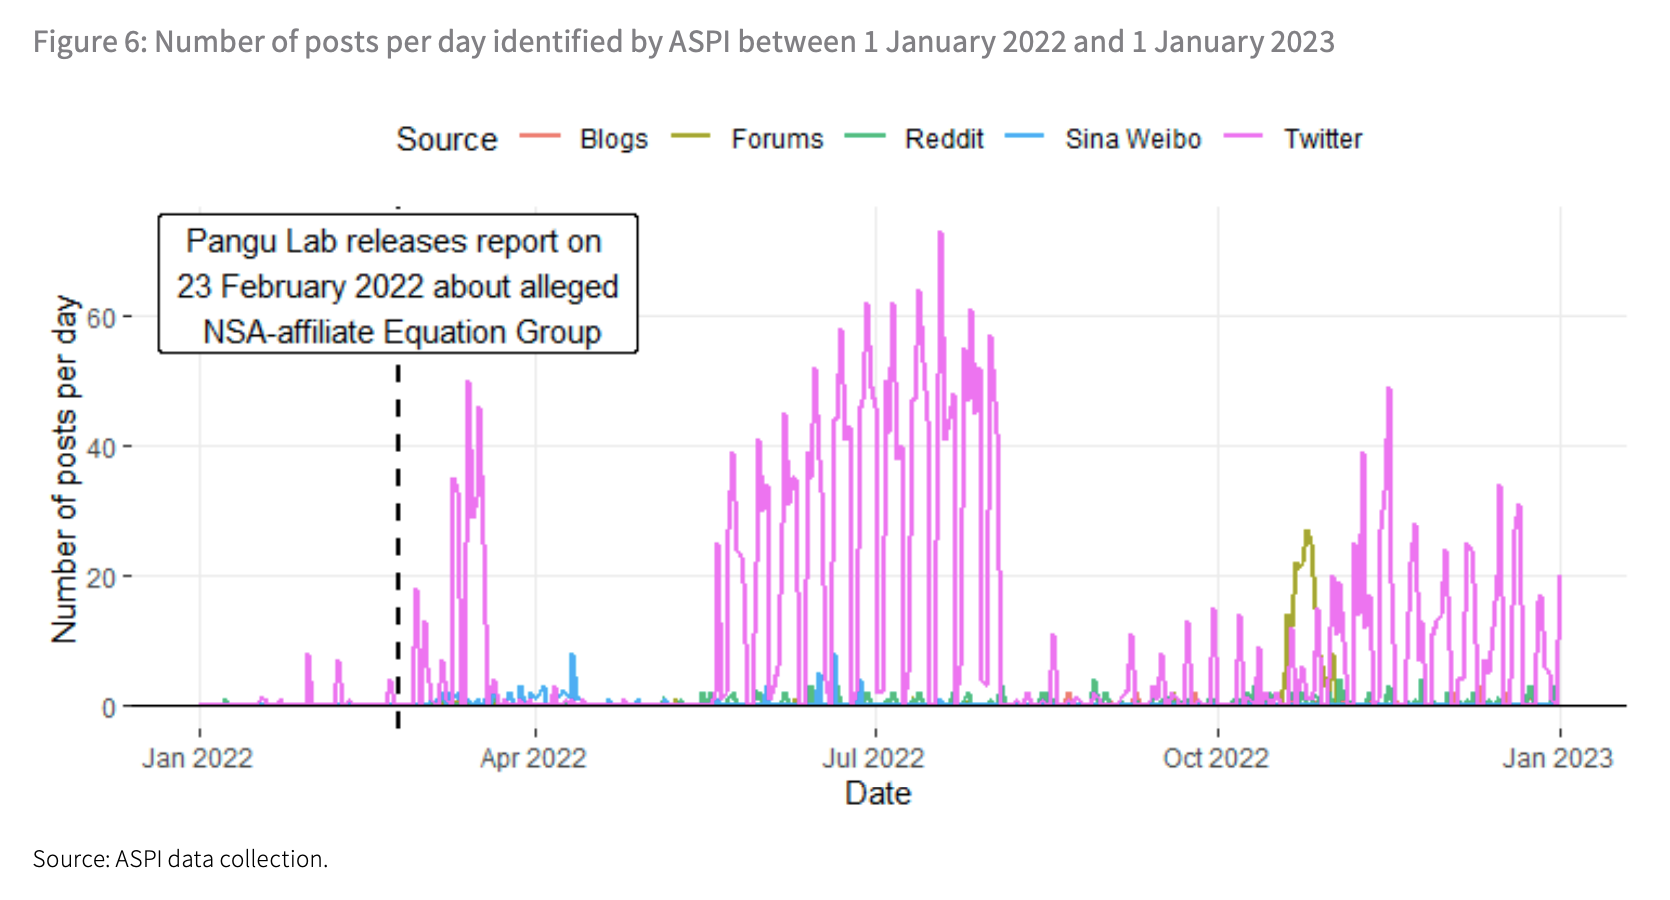 Figure 6: Number of posts per day identified by ASPI between 1 January 2022 and 1 January 2023
Source Blogs Forums Reddit Sina Weibo Twitter
Pangu Lab releases report on
23 February 2022 about alleged
NSA-affiliate Equation Group
Number of posts per day
60
40
20
0
Jan 2022 Apr 2022 Jul 2022 Oct 2022 Jan 2023
Date
Source: ASPI data collection.